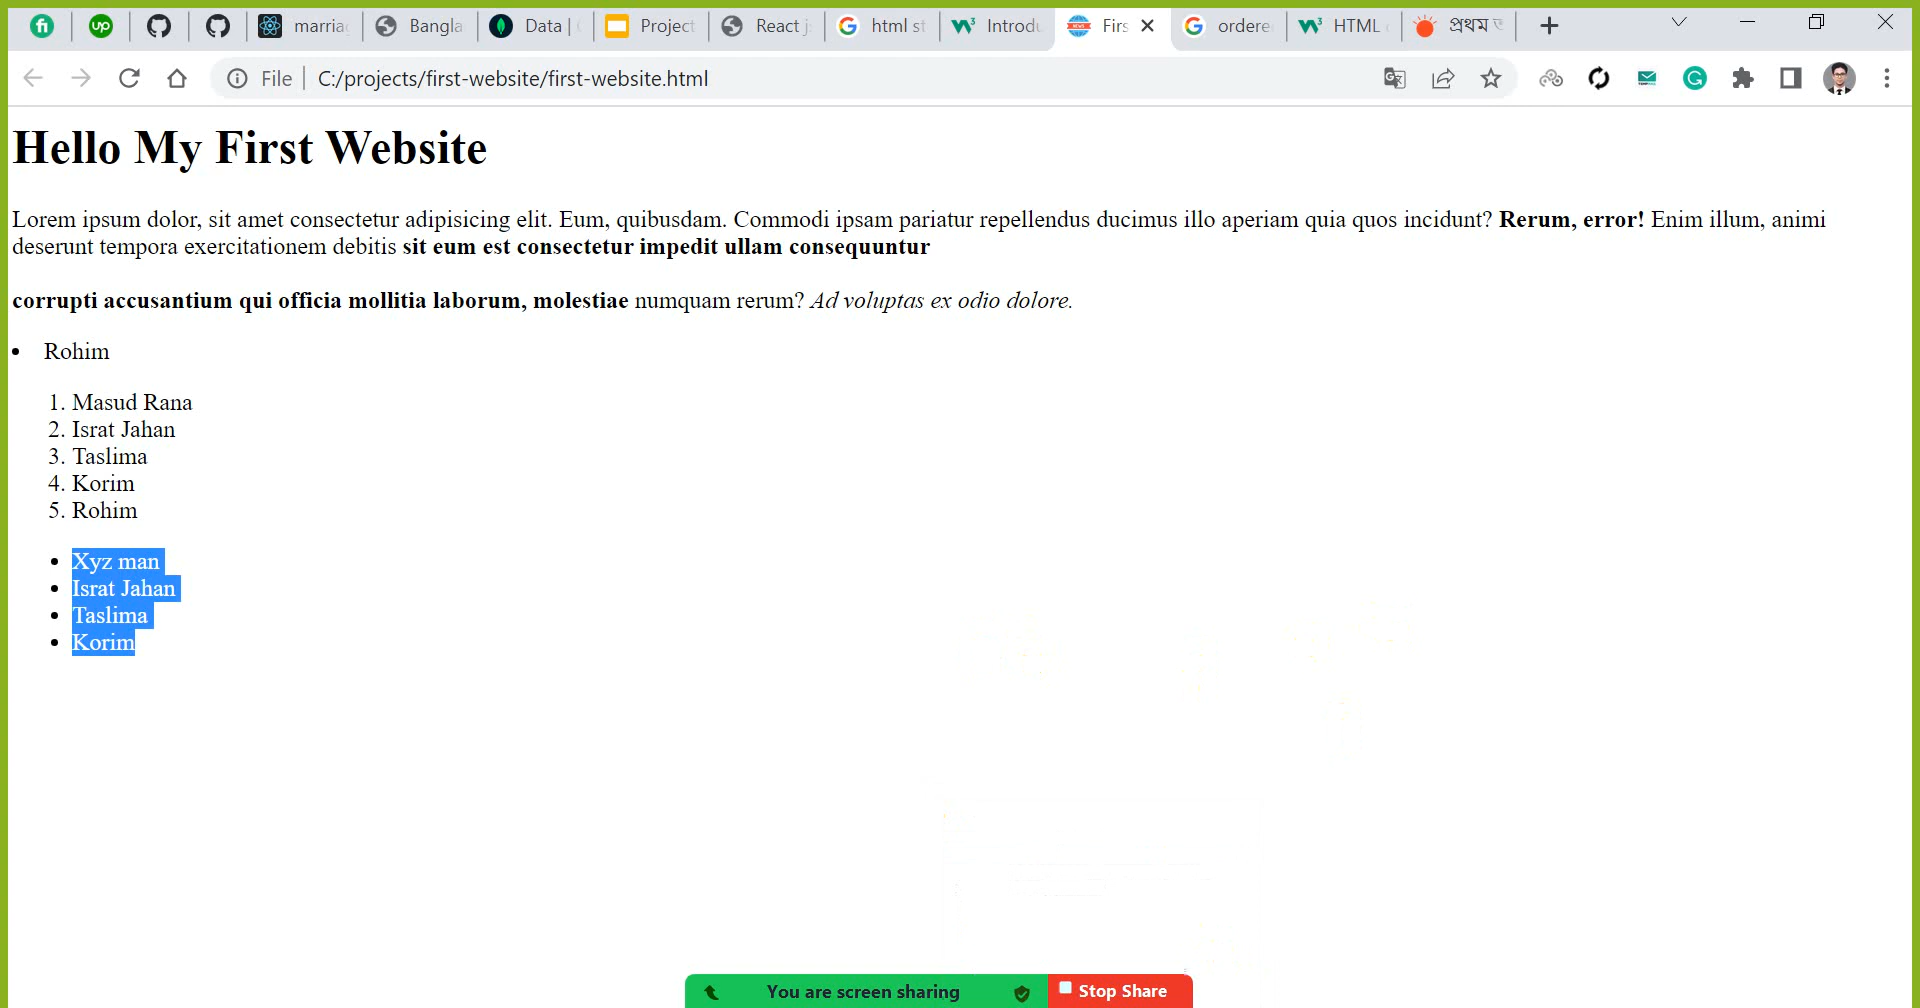 marria
Bangla
Data |
Project
React j
html st
Introdu
Firs
ordere
HTML
প্রথম
File
C:/projects/first-website/first-website.html
Hello My First Website
Lorem ipsum dolor, sit amet consectetur adipisicing elit. Eum, quibusdam. Commodi ipsam pariatur repellendus ducimus illo aperiam quia quos incidunt? Rerum, error! Enim illum, animi
deserunt tempora exercitationem debitis sit eum est consectetur impedit ullam consequuntur
corrupti accusantium qui officia mollitia laborum, molestiae numquam rerum? Ad voluptas ex odio dolore.
• Rohim
1. Masud Rana
2. Israt Jahan
3. Taslima
4. Korim
5. Rohim
• Xyz man
• Israt Jahan
• Taslima
• Korim
You are screen sharing
Stop Share